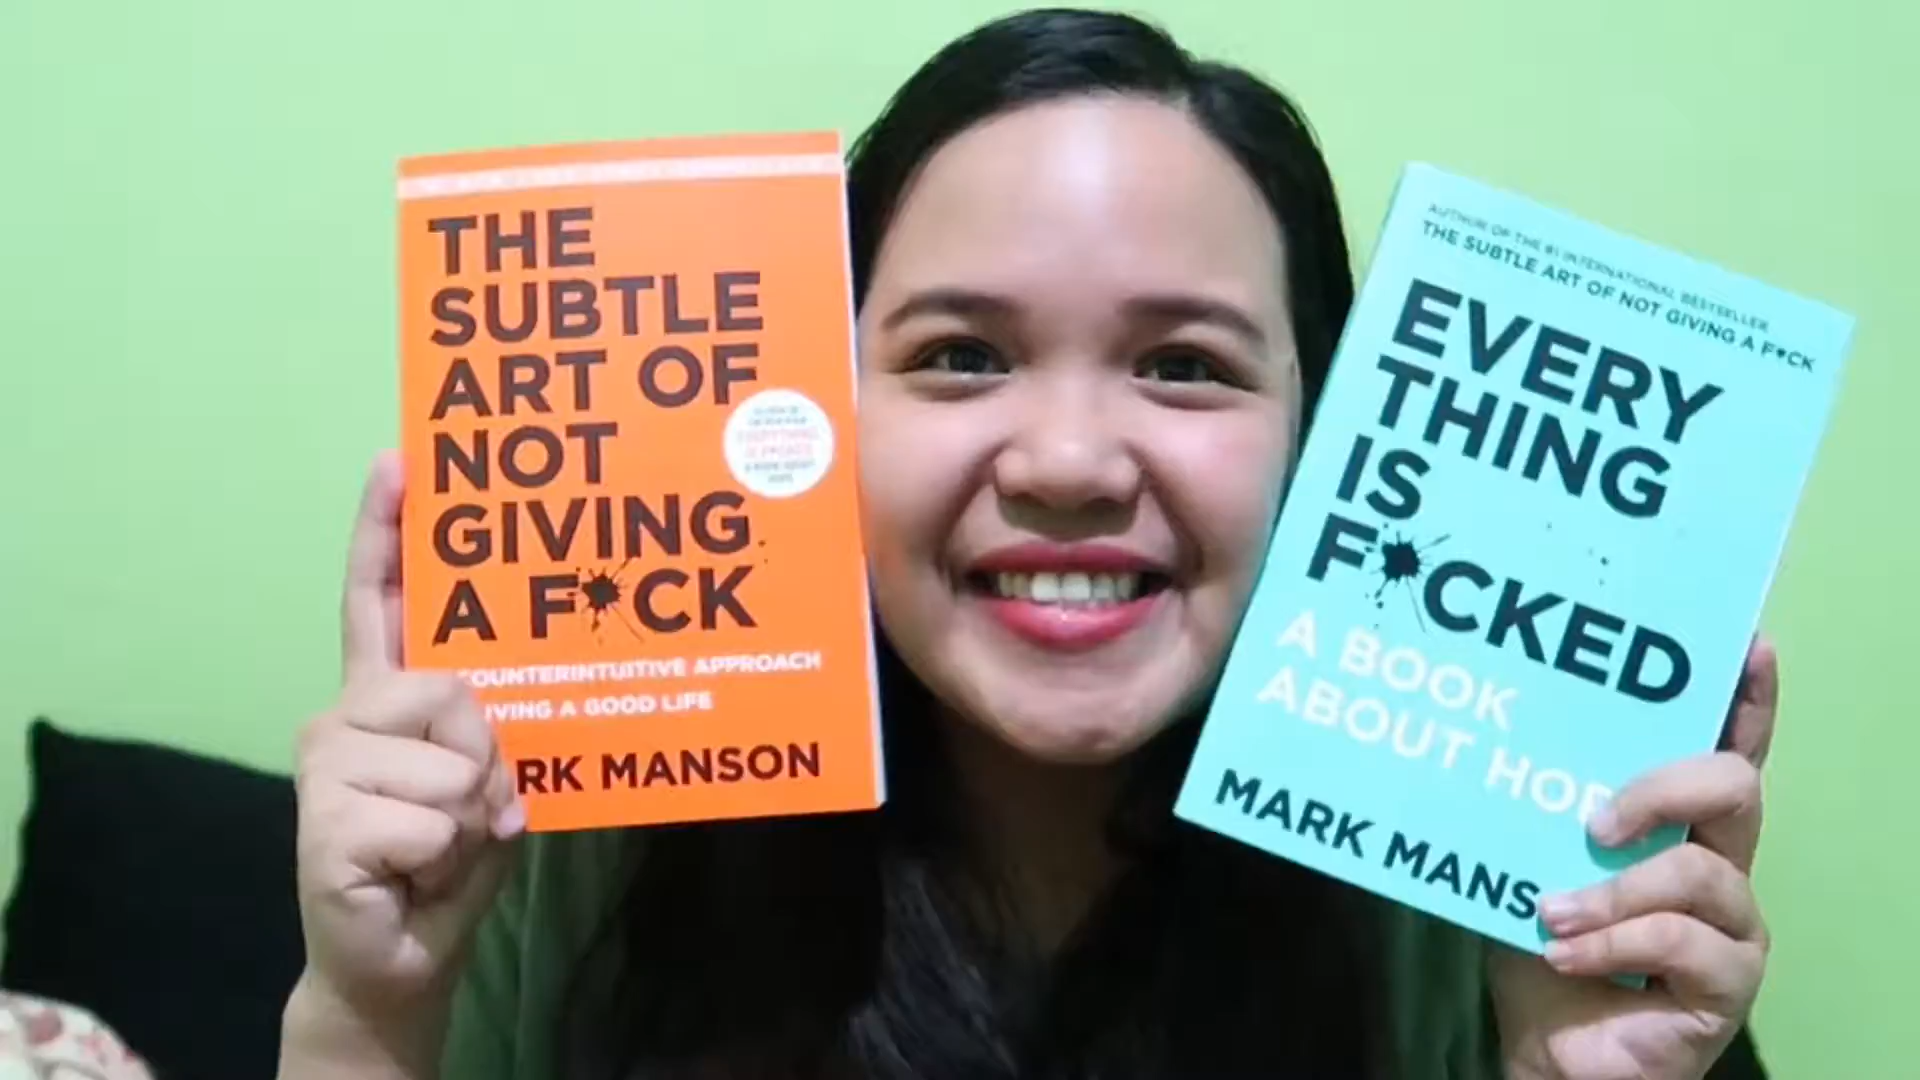 THE
SUBTLE
ART OF
NOT
GIVING
A F*CK
COUNTERINTUITIVE APPROACH
IVING A GOOD LIFE
RK MANSON
AUTHOR OF THE #1 INTERNATIONAL BESTSELLER
THE SUBTLE ART OF NOT GIVING A F*CK
EVERY
THING
IS
F*CKED
A BOOK
ABOUT HOP
MARK MANS